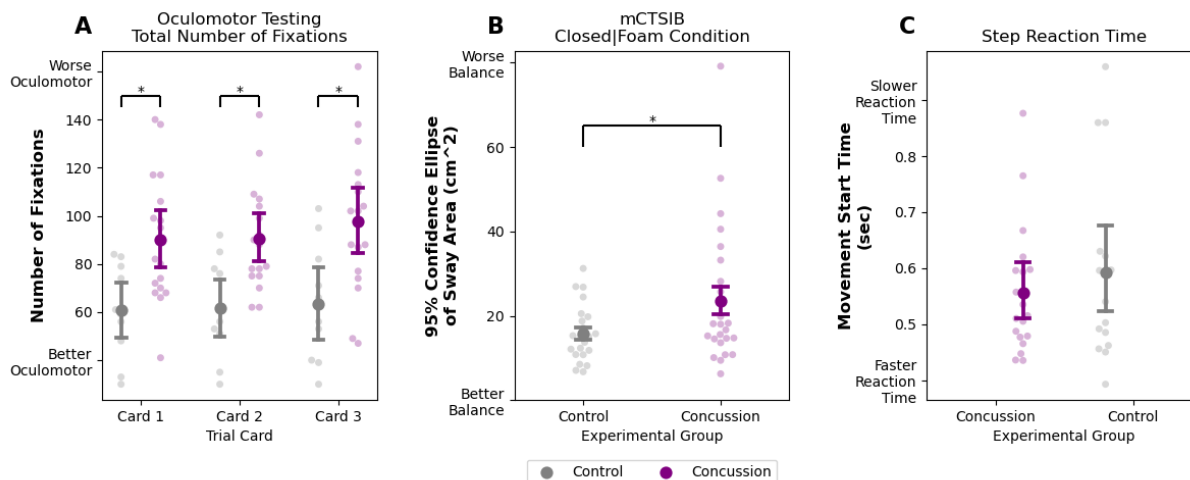 A
Oculomotor Testing
Total Number of Fixations
Worse
Oculomotor
140
120
100
80
60
Better
Oculomotor
Number of Fixations
*
*
*
Card 1
Card 2
Card 3
Trial Card
B
mCTSIB
Closed|Foam Condition
Worse
Balance
60
40
20
Better
Balance
95% Confidence Ellipse
of Sway Area (cm^2)
*
Control
Concussion
Experimental Group
C
Step Reaction Time
Slower
Reaction
Time
0.8
0.7
0.6
0.5
Faster
Reaction
Time
Movement Start Time
(sec)
Concussion
Control
Experimental Group
Control
Concussion